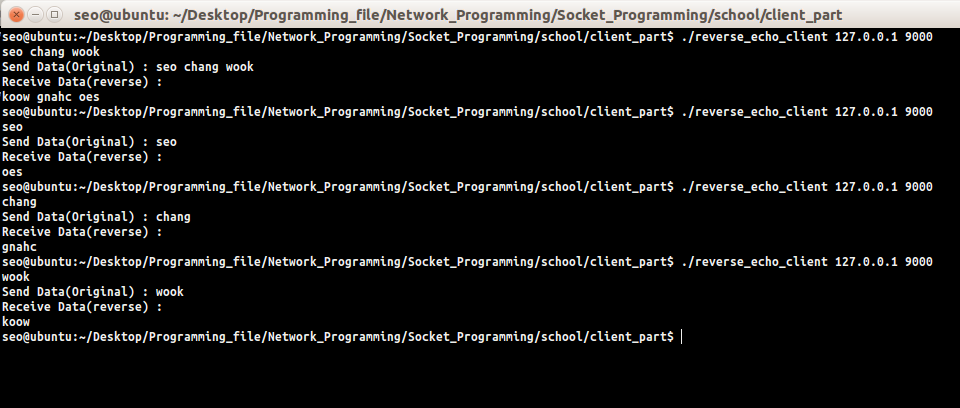 seo@ubuntu: ~/Desktop/Programming_file/Network_Programming/Socket_Programming/school/client_part
seo@ubuntu:~/Desktop/Programming_file/Network_Programming/Socket_Programming/school/client_part$ ./reverse_echo_client 127.0.0.1 9000
seo chang wook
Send Data(Original) : seo chang wook
Receive Data(reverse) :
koow gnahc oes
seo@ubuntu:~/Desktop/Programming_file/Network_Programming/Socket_Programming/school/client_part$ ./reverse_echo_client 127.0.0.1 9000
seo
Send Data(Original) : seo
Receive Data(reverse) :
oes
seo@ubuntu:~/Desktop/Programming_file/Network_Programming/Socket_Programming/school/client_part$ ./reverse_echo_client 127.0.0.1 9000
chang
Send Data(Original) : chang
Receive Data(reverse) :
gnahc
seo@ubuntu:~/Desktop/Programming_file/Network_Programming/Socket_Programming/school/client_part$ ./reverse_echo_client 127.0.0.1 9000
wook
Send Data(Original) : wook
Receive Data(reverse) :
koow
seo@ubuntu:~/Desktop/Programming_file/Network_Programming/Socket_Programming/school/client_part$